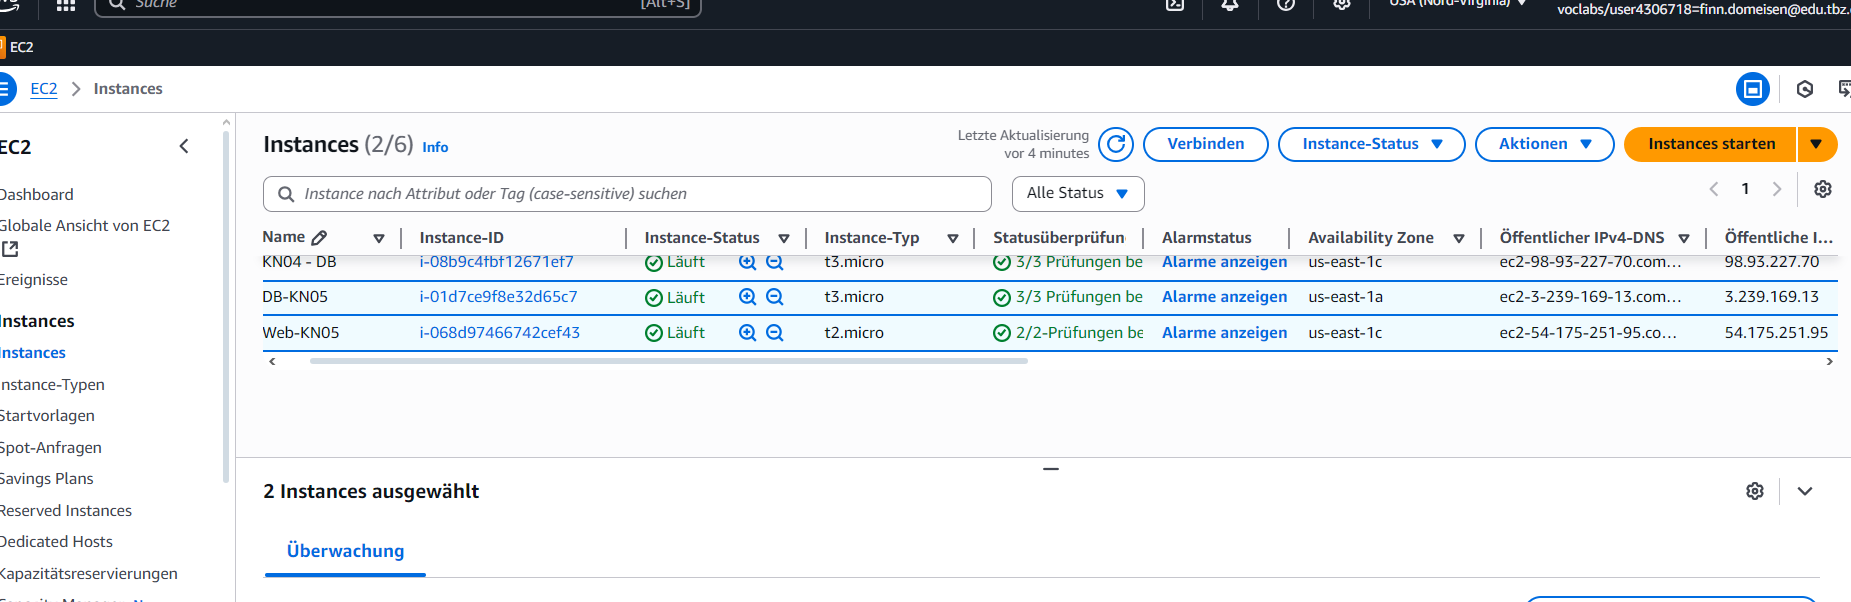 Suche
[Alt+S]
USA (Nord-Virginia)
voclabs/user4306718=finn.domeisen@edu.tbz.
EC2
EC2 > Instances
EC2
Dashboard
Globale Ansicht von EC2
Ereignisse
Instances
Instances
Instance-Typen
Startvorlagen
Spot-Anfragen
Savings Plans
Reserved Instances
Dedicated Hosts
Kapazitätsreservierungen
Instances (2/6) Info
Letzte Aktualisierung
vor 4 minutes
Verbinden
Instance-Status
Aktionen
Instances starten
Instance nach Attribut oder Tag (case-sensitive) suchen
Alle Status
1
Name Instance-ID Instance-Status Instance-Typ Statusüberprüfun Alarmstatus Availability Zone Öffentlicher IPv4-DNS Öffentliche I...
KN04 - DB i-08b9c4fbf12671ef7 Läuft t3.micro 3/3 Prüfungen be Alarme anzeigen us-east-1c ec2-98-93-227-70.com... 98.93.227.70
DB-KN05 i-01d7ce9f8e32d65c7 Läuft t3.micro 3/3 Prüfungen be Alarme anzeigen us-east-1a ec2-3-239-169-13.com... 3.239.169.13
Web-KN05 i-068d97466742cef43 Läuft t2.micro 2/2-Prüfungen be Alarme anzeigen us-east-1c ec2-54-175-251-95.co... 54.175.251.95
2 Instances ausgewählt
Überwachung